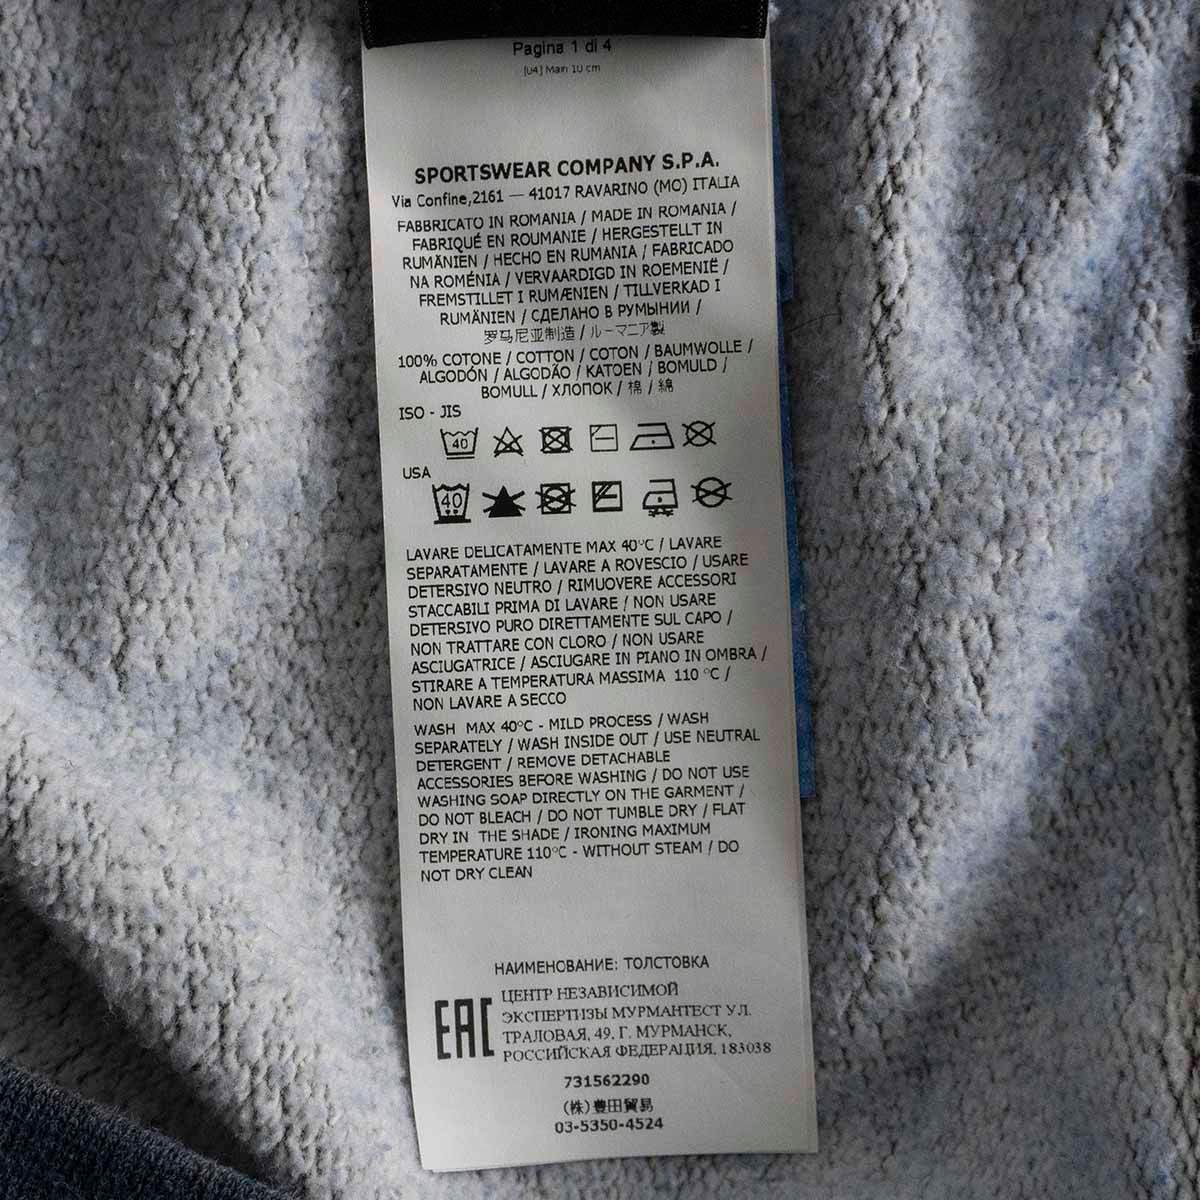 Pagina 1 di 4
[04] Main 10 cm
SPORTSWEAR COMPANY S.P.A.
Via Confine,2161 — 41017 RAVARINO (MO) ITALIA
FABBRICATO IN ROMANIA / MADE IN ROMANIA /
FABRIQUÉ EN ROUMANIE / HERGESTELLT IN
RUMÄNIEN / HECHO EN RUMANIA / FABRICADO
NA ROMÉNIA / VERVAARDIGD IN ROEMENIË /
FREMSTILLET I RUMÆNIEN / TILLVERKAD I
RUMÄNIEN / СДЕЛАНО В РУМЫНИИ /
罗马尼亚制造 / ルーマニア製
100% COTONE / COTTON / COTON / BAUMWOLLE /
ALGODÓN / ALGODÃO / KATOEN / BOMULD /
BOMULL / ХЛОПОК / 棉 / 綿
ISO - JIS
40
USA
40
LAVARE DELICATAMENTE MAX 40°C / LAVARE
SEPARATAMENTE / LAVARE A ROVESCIO / USARE
DETERSIVO NEUTRO / RIMUOVERE ACCESSORI
STACCABILI PRIMA DI LAVARE / NON USARE
DETERSIVO PURO DIRETTAMENTE SUL CAPO /
NON TRATTARE CON CLORO / NON USARE
ASCIUGATRICE / ASCIUGARE IN PIANO IN OMBRA /
STIRARE A TEMPERATURA MASSIMA 110 °C /
NON LAVARE A SECCO
WASH MAX 40°C - MILD PROCESS / WASH
SEPARATELY / WASH INSIDE OUT / USE NEUTRAL
DETERGENT / REMOVE DETACHABLE
ACCESSORIES BEFORE WASHING / DO NOT USE
WASHING SOAP DIRECTLY ON THE GARMENT /
DO NOT BLEACH / DO NOT TUMBLE DRY / FLAT
DRY IN THE SHADE / IRONING MAXIMUM
TEMPERATURE 110°C - WITHOUT STEAM / DO
NOT DRY CLEAN
НАИМЕНОВАНИЕ: ТОЛСТОВКА
EAC
ЦЕНТР НЕЗАВИСИМОЙ
ЭКСПЕРТИЗЫ МУРМАНТЕСТ УЛ.
ТРАЛОВАЯ, 49, Г. МУРМАНСК,
РОССИЙСКАЯ ФЕДЕРАЦИЯ, 183038
731562290
(株)豊田貿易
03-5350-4524